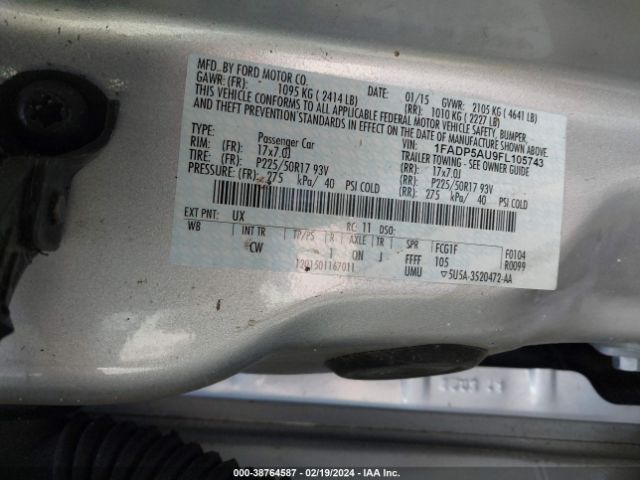 MFD. BY FORD MOTOR CO.
DATE: 01/15 GVWR: 2105 KG ( 4641 LB)
GAWR: (FR): 1095 KG ( 2414 LB) (RR): 1010 KG ( 2227 LB)
THIS VEHICLE CONFORMS TO ALL APPLICABLE FEDERAL MOTOR VEHICLE SAFETY, BUMPER,
AND THEFT PREVENTION STANDARDS IN EFFECT ON THE DATE OF MANUFACTURE SHOWN ABOVE.
VIN: 1FADP5AU9FL105743
TYPE: Passenger Car TRAILER TOWING - SEE OWNER GUIDE
RIM: (FR): 17x7.0J (RR): 17x7.0J
TIRE (FR): P225/50R17 93V (RR): P225/50R17 93V
PRESSURE: (FR): 275 kPa/ 40 PSI COLD (RR): 275 kPa/ 40 PSI COLD
EXT PNT: UX RC: 11 DSO:
WB INT TR TP/PS R AXLE TR SPR FCG1F F0104
CW I ON J FFFF 105 R0099
1201501167011 UMU ▽5U5A-3520472-AA
000-38764587 - 02/19/2024 - IAA Inc.